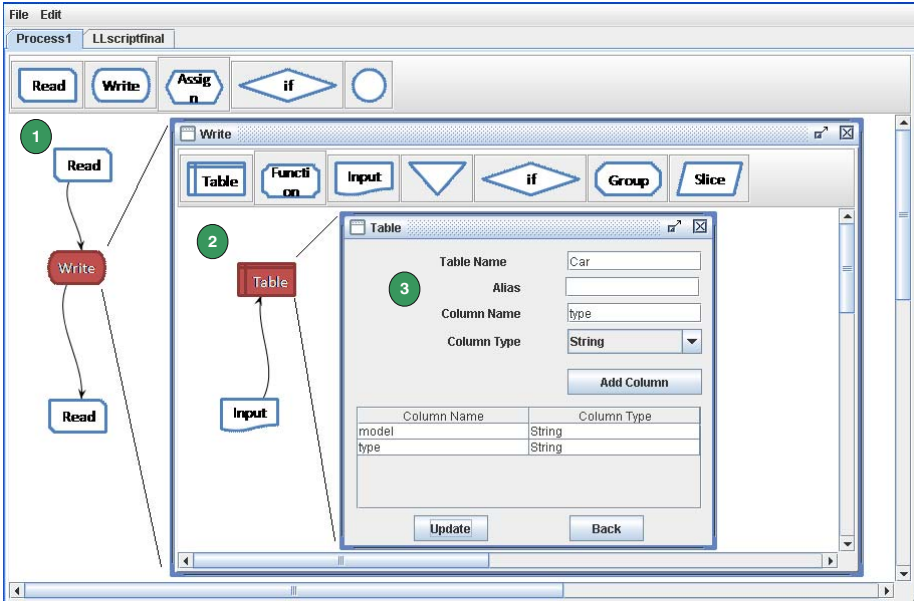 File Edit
Process1 LLscriptfinal
Read Write Assig
n if
1
Read
Write
Read
Write
Table Functi
on Input if Group Slice
2
Table
Input
Table
3
Table Name Car
Alias
Column Name type
Column Type String
Add Column
Column Name Column Type
model String
type String
Update Back